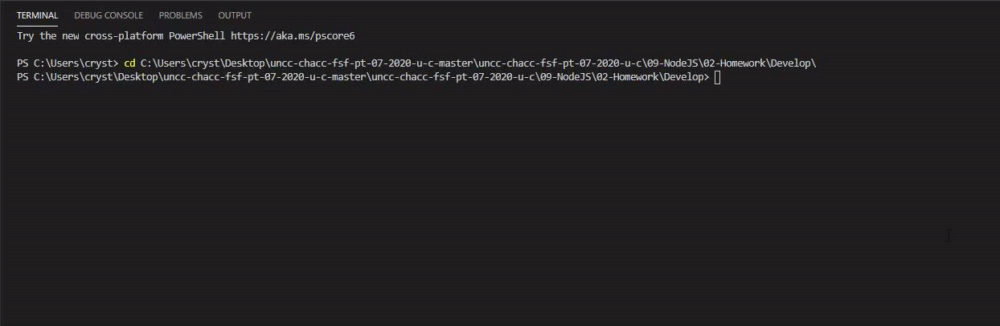 TERMINAL DEBUG CONSOLE PROBLEMS OUTPUT
Try the new cross-platform PowerShell https://aka.ms/pscore6
PS C:\Users\cryst> cd C:\Users\cryst\Desktop\uncc-chacc-fsf-pt-07-2020-u-c-master\uncc-chacc-fsf-pt-07-2020-u-c\09-NodeJS\02-Homework\Develop\
PS C:\Users\cryst\Desktop\uncc-chacc-fsf-pt-07-2020-u-c-master\uncc-chacc-fsf-pt-07-2020-u-c\09-NodeJS\02-Homework\Develop>